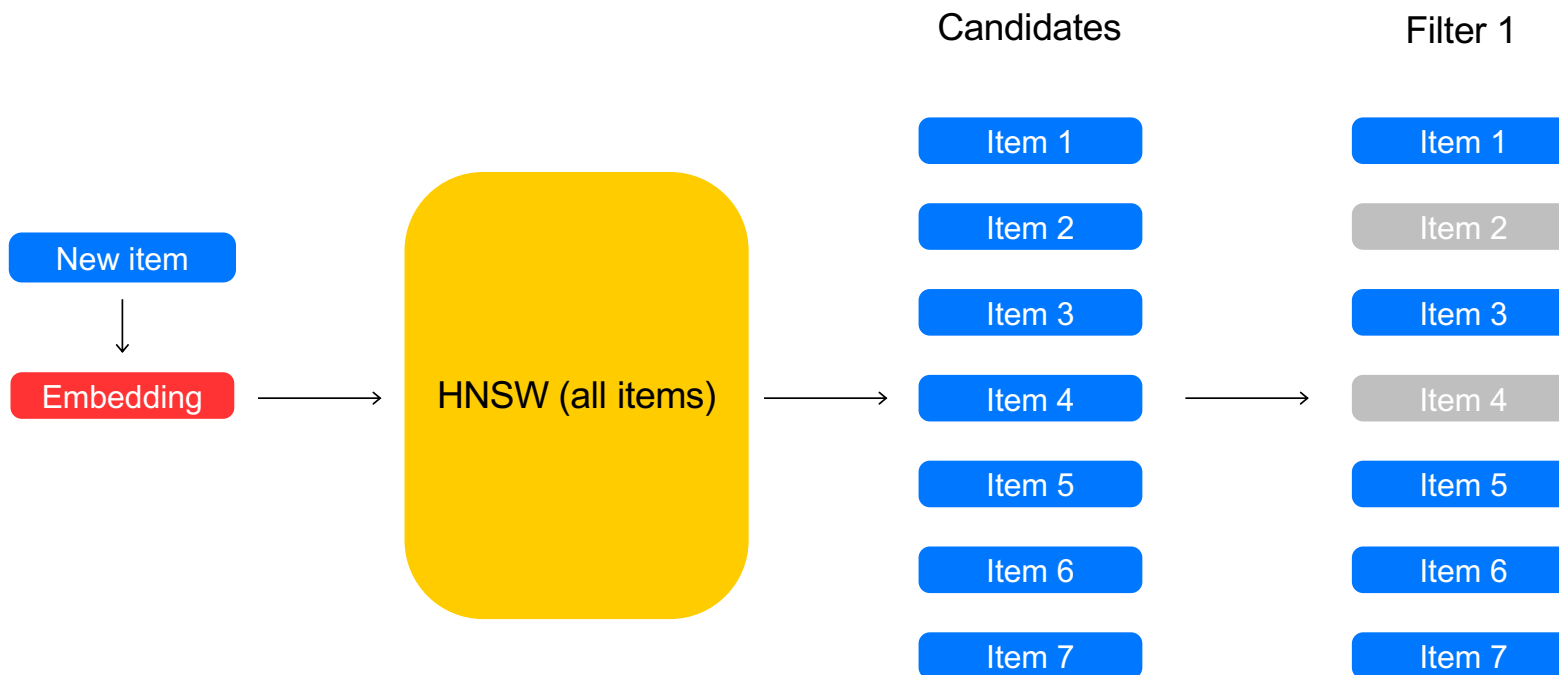 Candidates
Filter 1
New item
Embedding
HNSW (all items)
Item 1
Item 2
Item 3
Item 4
Item 5
Item 6
Item 7
Item 1
Item 2
Item 3
Item 4
Item 5
Item 6
Item 7